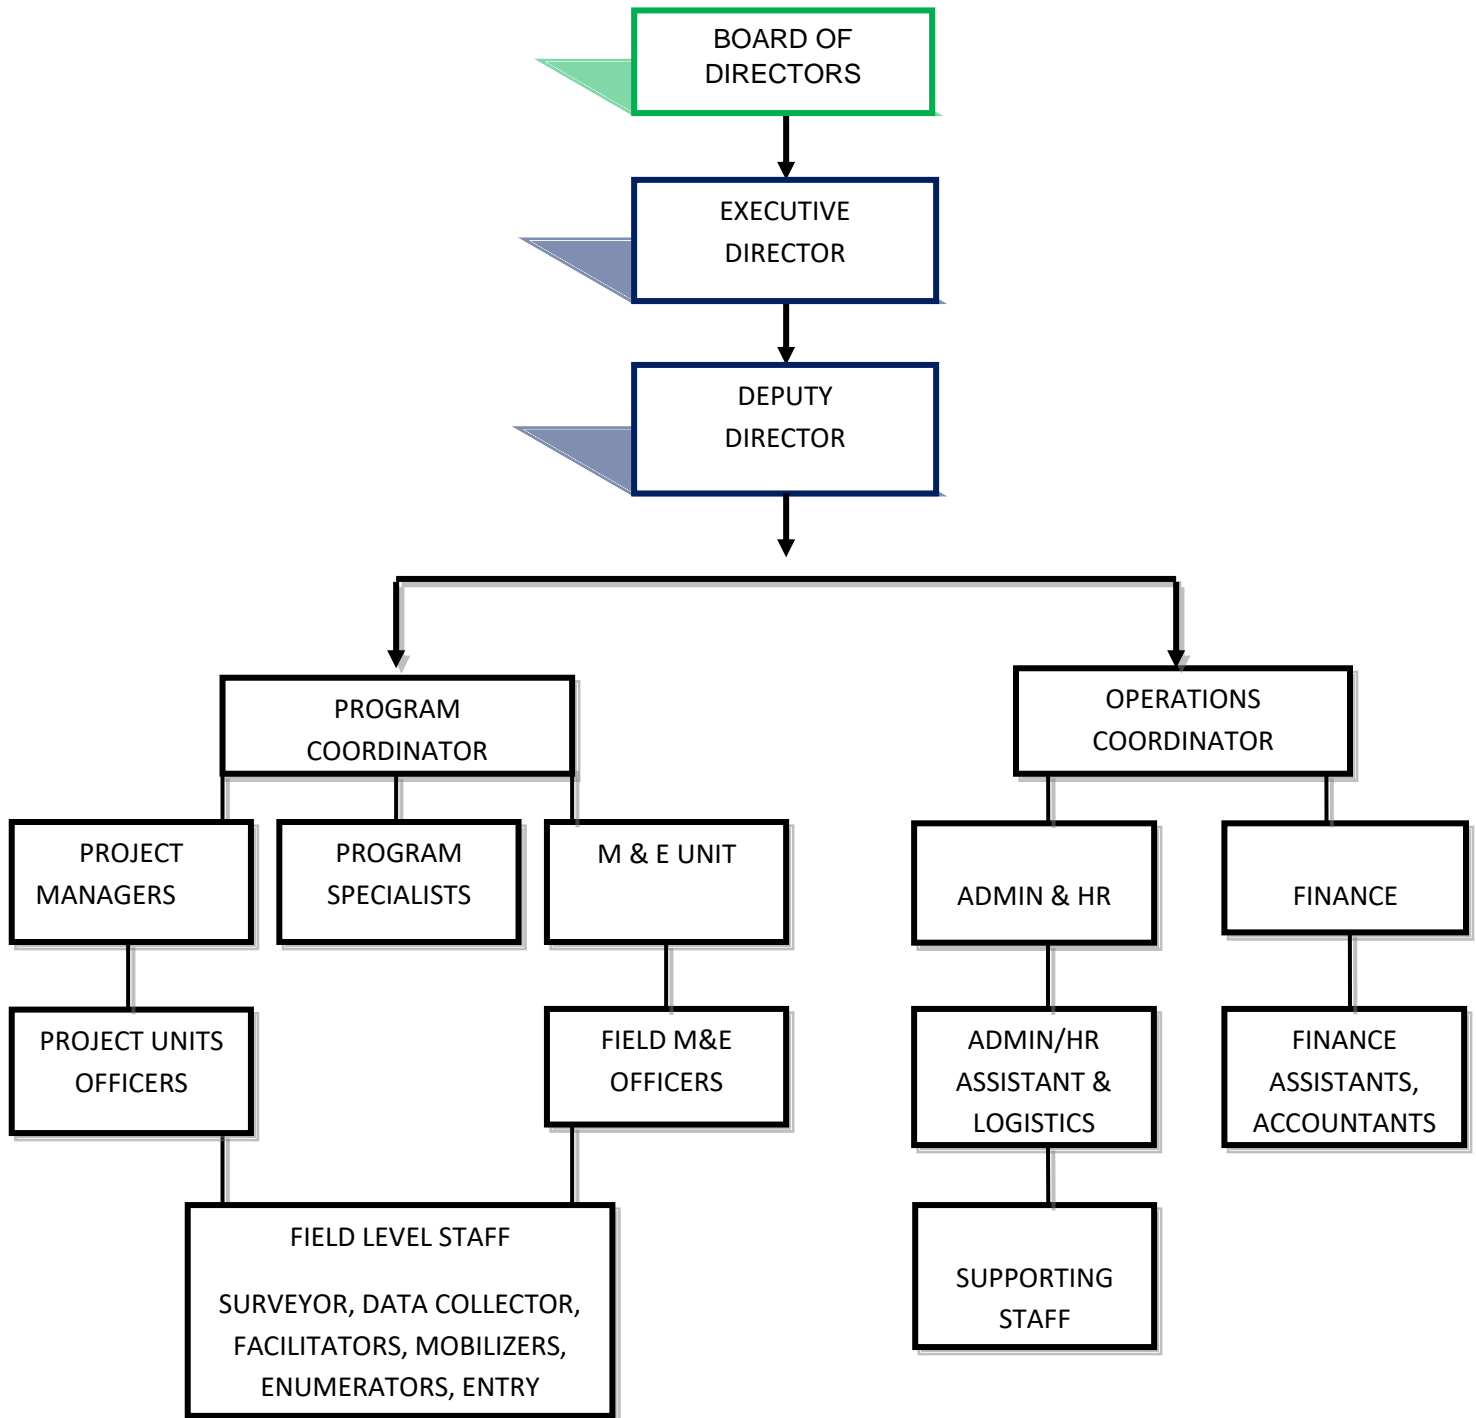 BOARD OF
DIRECTORS
EXECUTIVE
DIRECTOR
DEPUTY
DIRECTOR
PROGRAM
COORDINATOR
OPERATIONS
COORDINATOR
PROJECT
MANAGERS
PROGRAM
SPECIALISTS
M & E UNIT
ADMIN & HR
FINANCE
PROJECT UNITS
OFFICERS
FIELD M&E
OFFICERS
ADMIN/HR
ASSISTANT &
LOGISTICS
FINANCE
ASSISTANTS,
ACCOUNTANTS
FIELD LEVEL STAFF
SURVEYOR, DATA COLLECTOR,
FACILITATORS, MOBILIZERS,
ENUMERATORS, ENTRY
SUPPORTING
STAFF